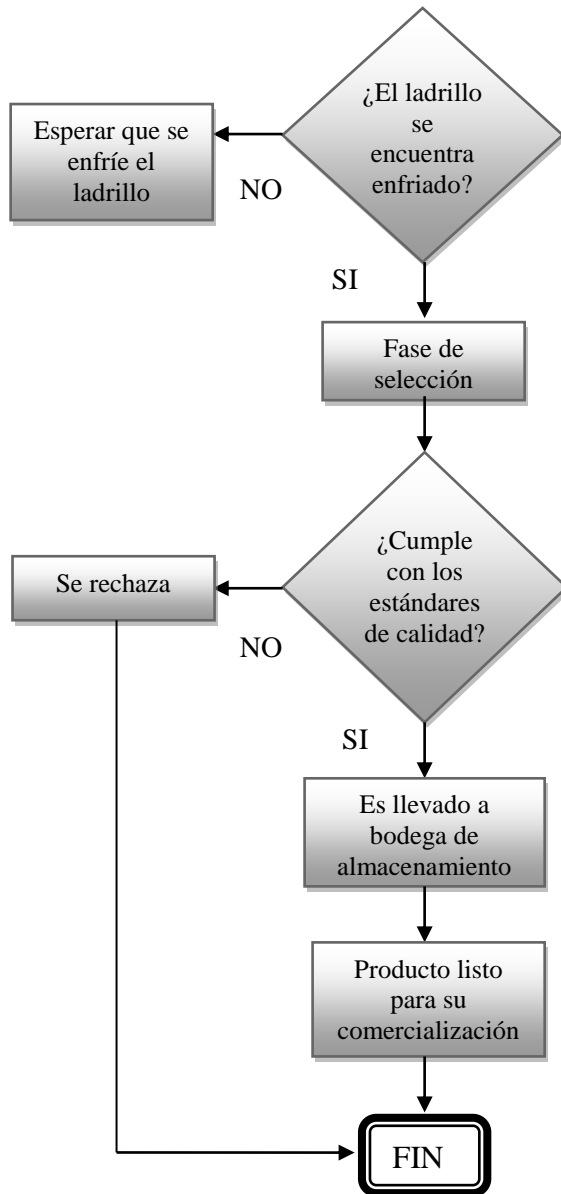 ¿El ladrillo
se
encuentra
enfriado?
Esperar que se
enfríe el
ladrillo
NO
SI
Fase de
selección
¿Cumple
con los
estándares
de calidad?
Se rechaza
NO
SI
Es llevado a
bodega de
almacenamiento
Producto listo
para su
comercialización
FIN